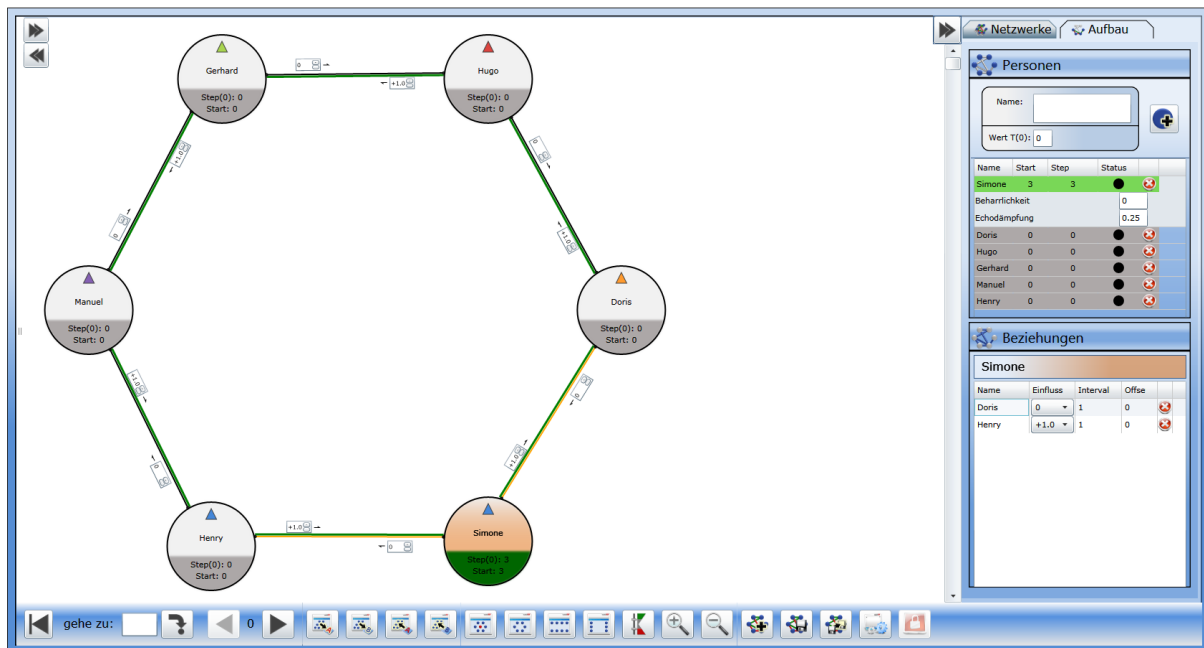 Netzwerke Aufbau
Personen
Name:
Wert T(0): 0
Name Start Step Status
Simone 3 3
Beharrlichkeit 0
Echodämpfung 0.25
Doris 0 0
Hugo 0 0
Gerhard 0 0
Manuel 0 0
Henry 0 0
Beziehungen
Simone
Name Einfluss Interval Offse
Doris 0 1 0
Henry +1.0 1 0
Gerhard
Step(0): 0
Start: 0
0
+1.0
Hugo
Step(0): 0
Start: 0
+1.0
0
0
+1.0
Manuel
Step(0): 0
Start: 0
Doris
Step(0): 0
Start: 0
+1.0
0
0
+1.0
Henry
Step(0): 0
Start: 0
+1.0
0
Simone
Step(0): 3
Start: 3
gehe zu: 0